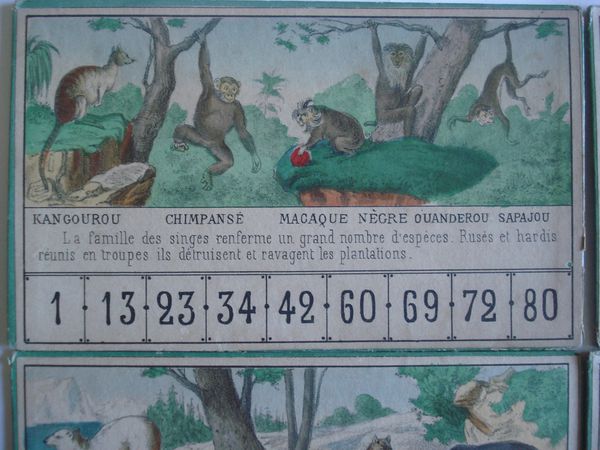 KANGOUROU CHIMPANSÉ MACAQUE NÈGRE OUANDEROU SAPAJOU
La famille des singes renferme un grand nombre d'espèces. Rusés et hardis
réunis en troupes ils détruisent et ravagent les plantations.
1 13 23 34 42 60 69 72 80